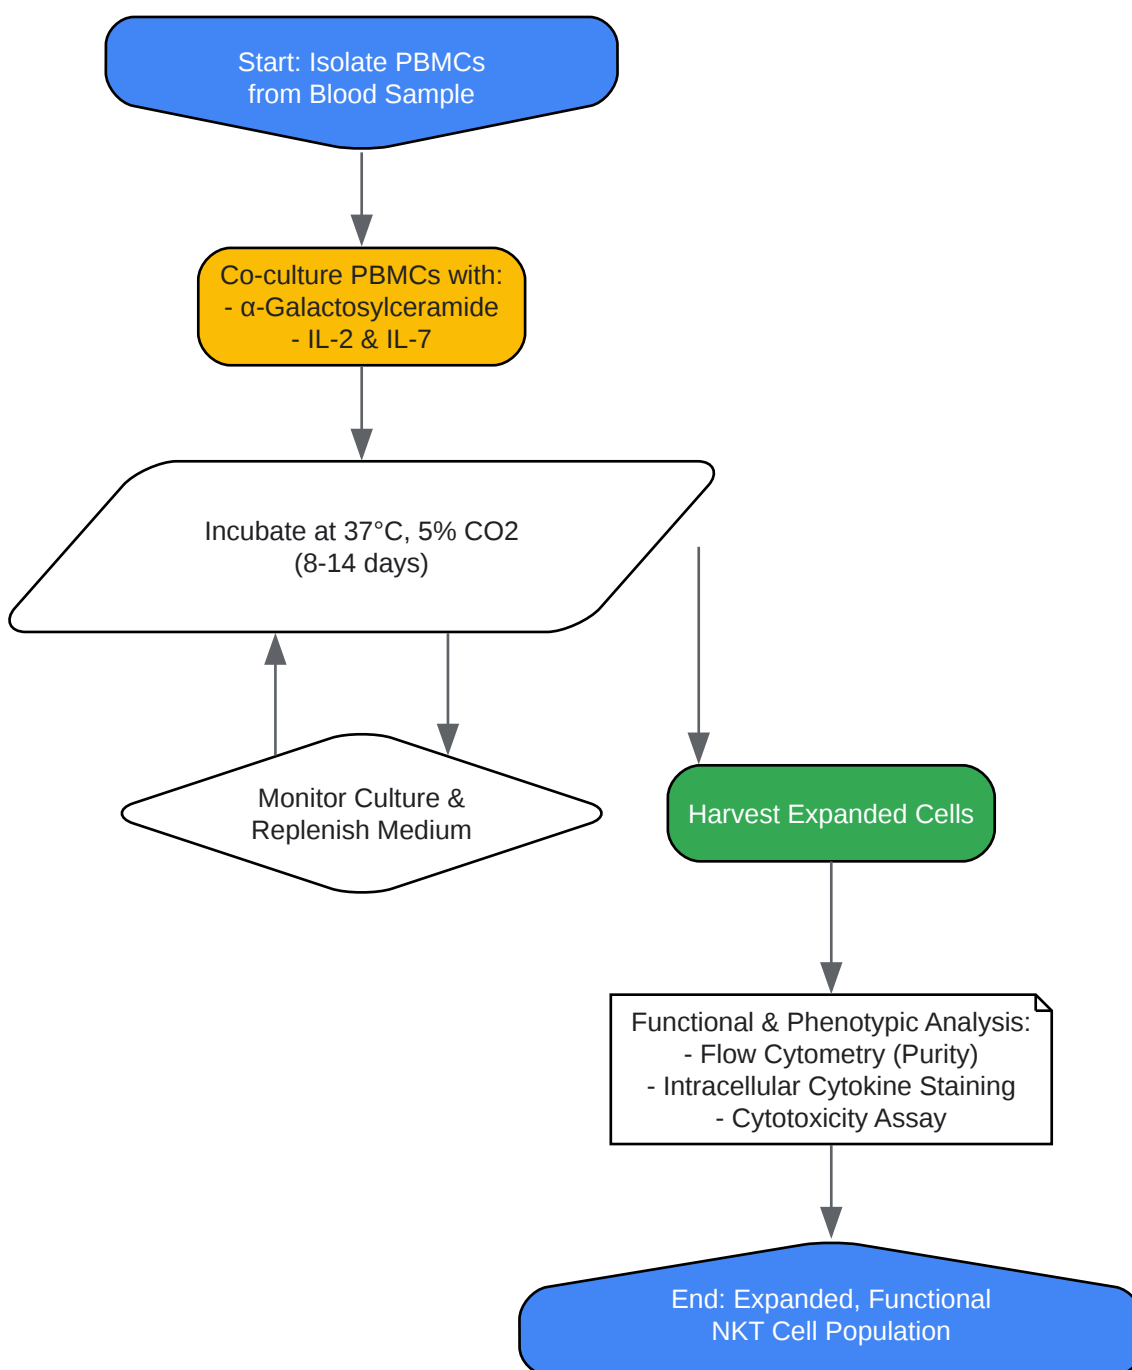 Start: Isolate PBMCs
from Blood Sample
Co-culture PBMCs with:
- α-Galactosylceramide
- IL-2 & IL-7
Incubate at 37°C, 5% CO2
(8-14 days)
Monitor Culture &
Replenish Medium
Harvest Expanded Cells
Functional & Phenotypic Analysis:
- Flow Cytometry (Purity)
- Intracellular Cytokine Staining
- Cytotoxicity Assay
End: Expanded, Functional
NKT Cell Population